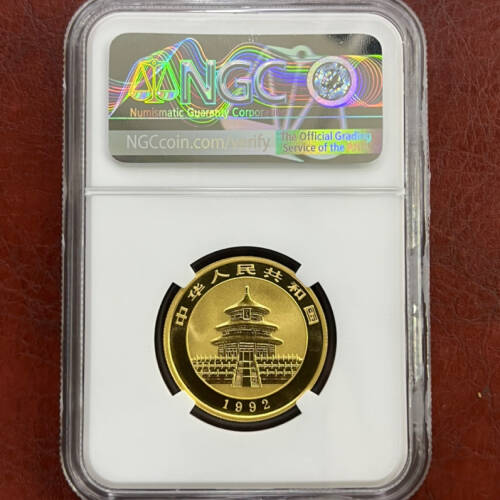 NGC
Numismatic Guaranty Corporation
NGCcoin.com/verify
The Official Grading
Service of the
中华人民共和国
1992